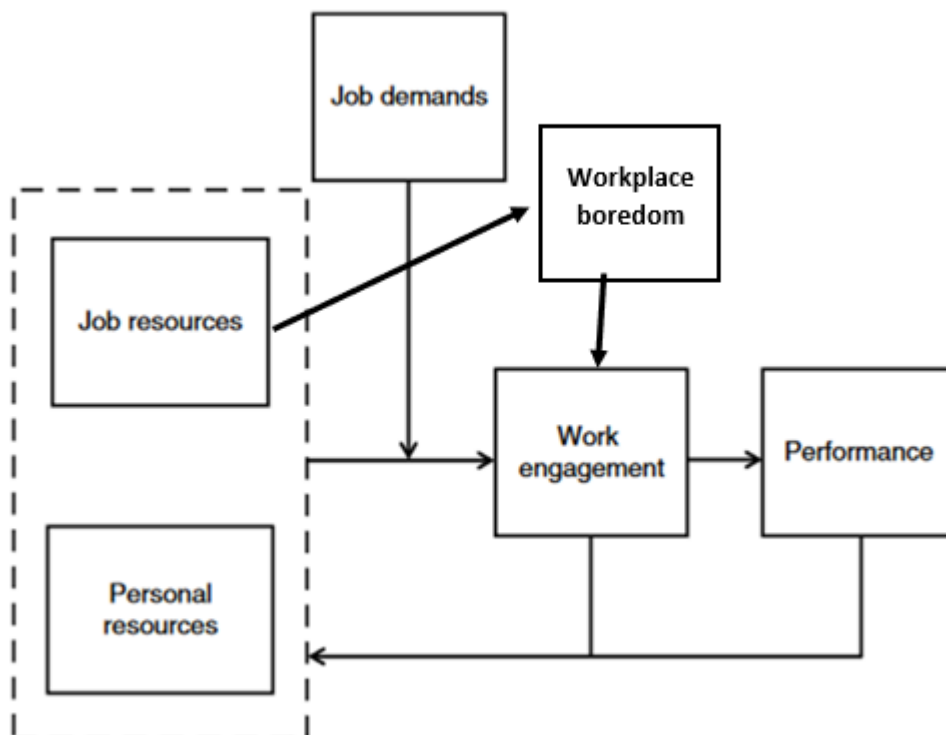 Job demands
Workplace
boredom
Job resources
Work
engagement
Performance
Personal
resources